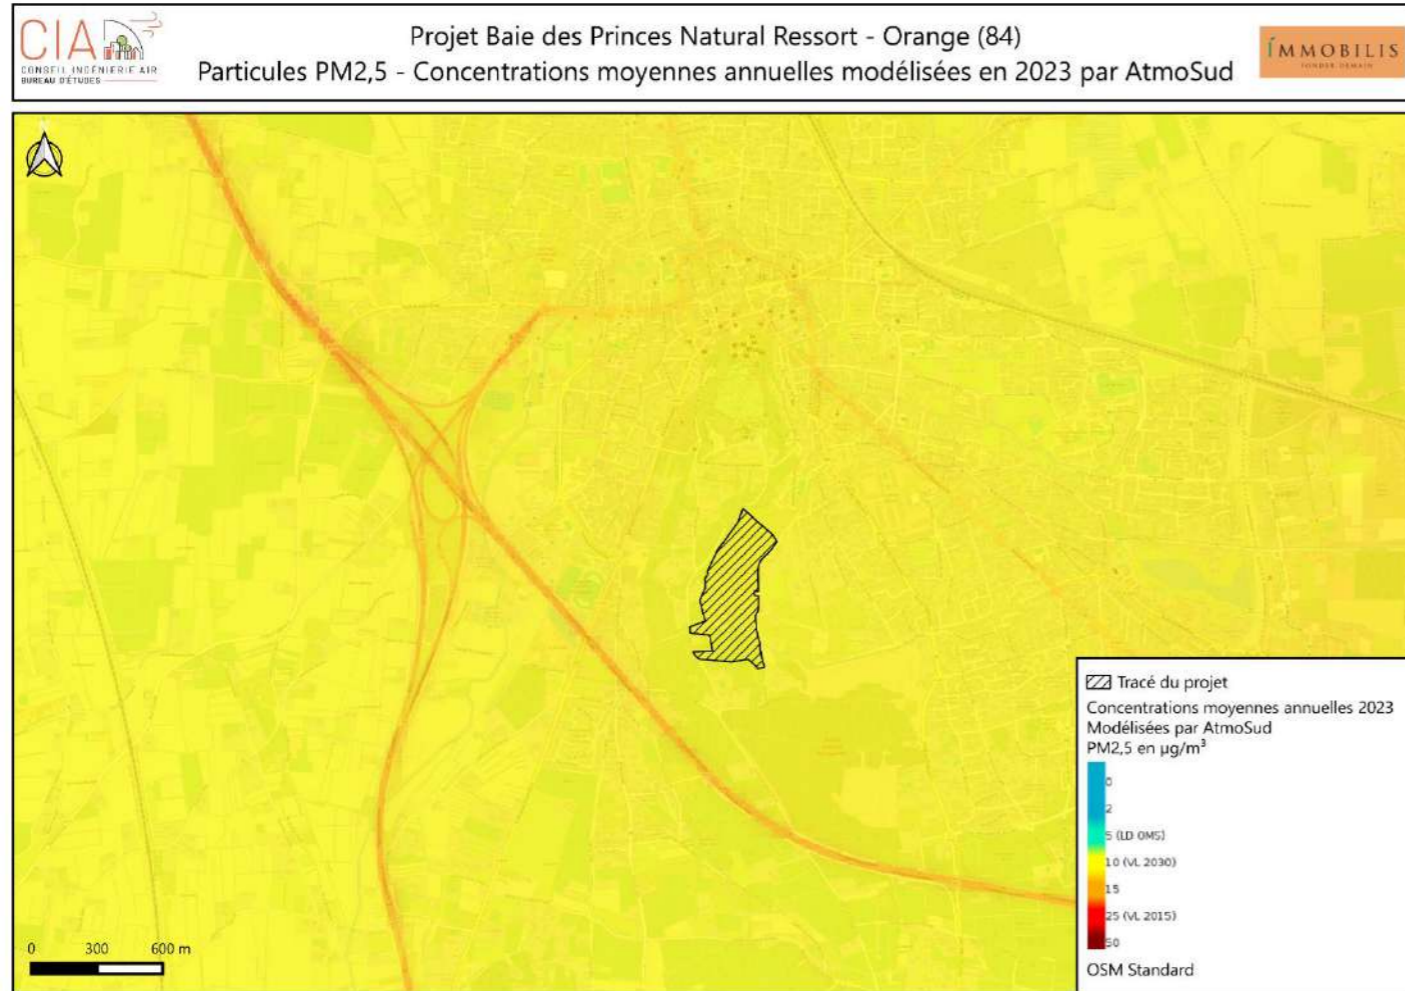 CIA
CONSEIL INGÉNIERIE AIR
BUREAU D'ÉTUDES
Projet Baie des Princes Natural Ressort - Orange (84)
Particules PM2,5 - Concentrations moyennes annuelles modélisées en 2023 par AtmoSud
IMMOBILIS
FONDER DEMAIN
0 300 600 m
Tracé du projet
Concentrations moyennes annuelles 2023
Modélisées par AtmoSud
PM2,5 en µg/m³
0
2
5 (LD OMS)
10 (VL 2030)
15
25 (VL 2015)
50
OSM Standard